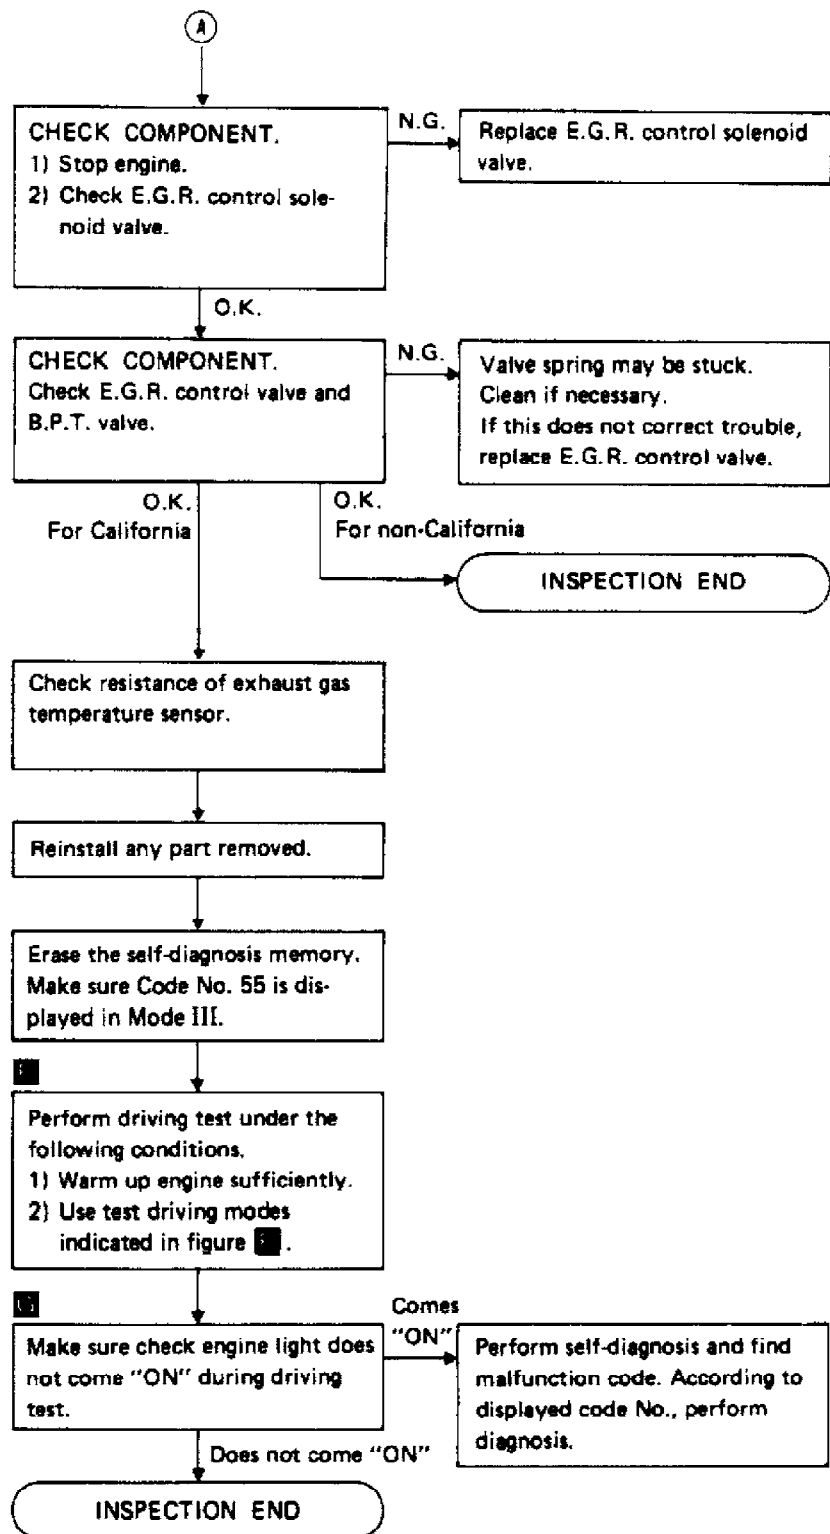 A
CHECK COMPONENT.
1) Stop engine.
2) Check E.G.R. control sole-
noid valve.
N.G.
Replace E.G.R. control solenoid
valve.
O.K.
CHECK COMPONENT.
Check E.G.R. control valve and
B.P.T. valve.
N.G.
Valve spring may be stuck.
Clean if necessary.
If this does not correct trouble,
replace E.G.R. control valve.
O.K.
For California
O.K.
For non-California
INSPECTION END
Check resistance of exhaust gas
temperature sensor.
Reinstall any part removed.
Erase the self-diagnosis memory.
Make sure Code No. 55 is dis-
played in Mode III.
Perform driving test under the
following conditions.
1) Warm up engine sufficiently.
2) Use test driving modes
indicated in figure .
G
Make sure check engine light does
not come "ON" during driving
test.
Comes
"ON"
Perform self-diagnosis and find
malfunction code. According to
displayed code No., perform
diagnosis.
Does not come "ON"
INSPECTION END